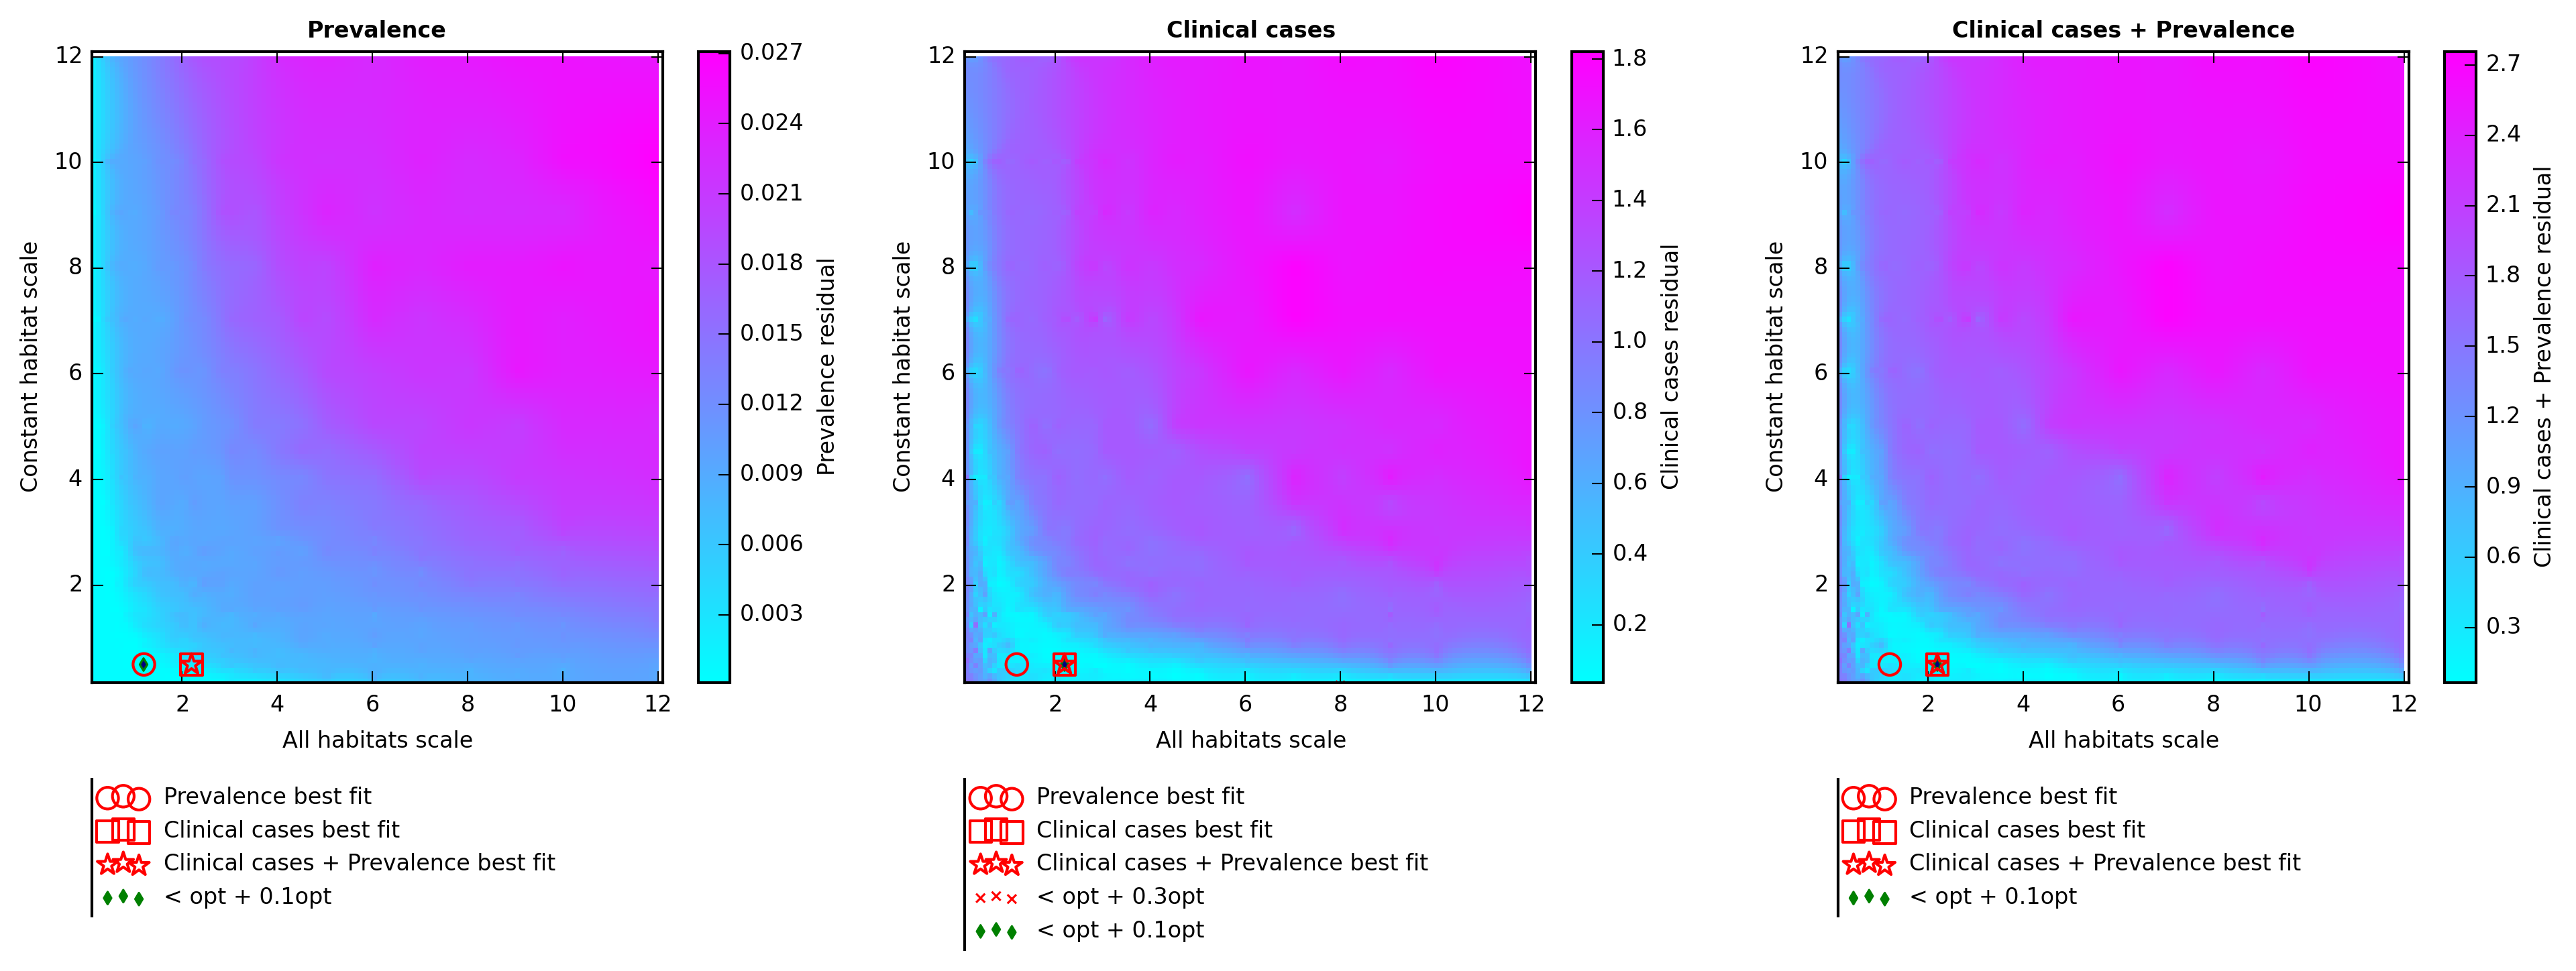 Prevalence
Clinical cases
Clinical cases + Prevalence
12
10
8
6
4
2
2
4
6
8
10
12
Constant habitat scale
All habitats scale
0.027
0.024
0.021
0.018
0.015
0.012
0.009
0.006
0.003
Prevalence residual
12
10
8
6
4
2
2
4
6
8
10
12
Constant habitat scale
All habitats scale
1.8
1.6
1.4
1.2
1.0
0.8
0.6
0.4
0.2
Clinical cases residual
12
10
8
6
4
2
2
4
6
8
10
12
Constant habitat scale
All habitats scale
2.7
2.4
2.1
1.8
1.5
1.2
0.9
0.6
0.3
Clinical cases + Prevalence residual
Prevalence best fit
Clinical cases best fit
Clinical cases + Prevalence best fit
< opt + 0.1opt
Prevalence best fit
Clinical cases best fit
Clinical cases + Prevalence best fit
< opt + 0.3opt
< opt + 0.1opt
Prevalence best fit
Clinical cases best fit
Clinical cases + Prevalence best fit
< opt + 0.1opt